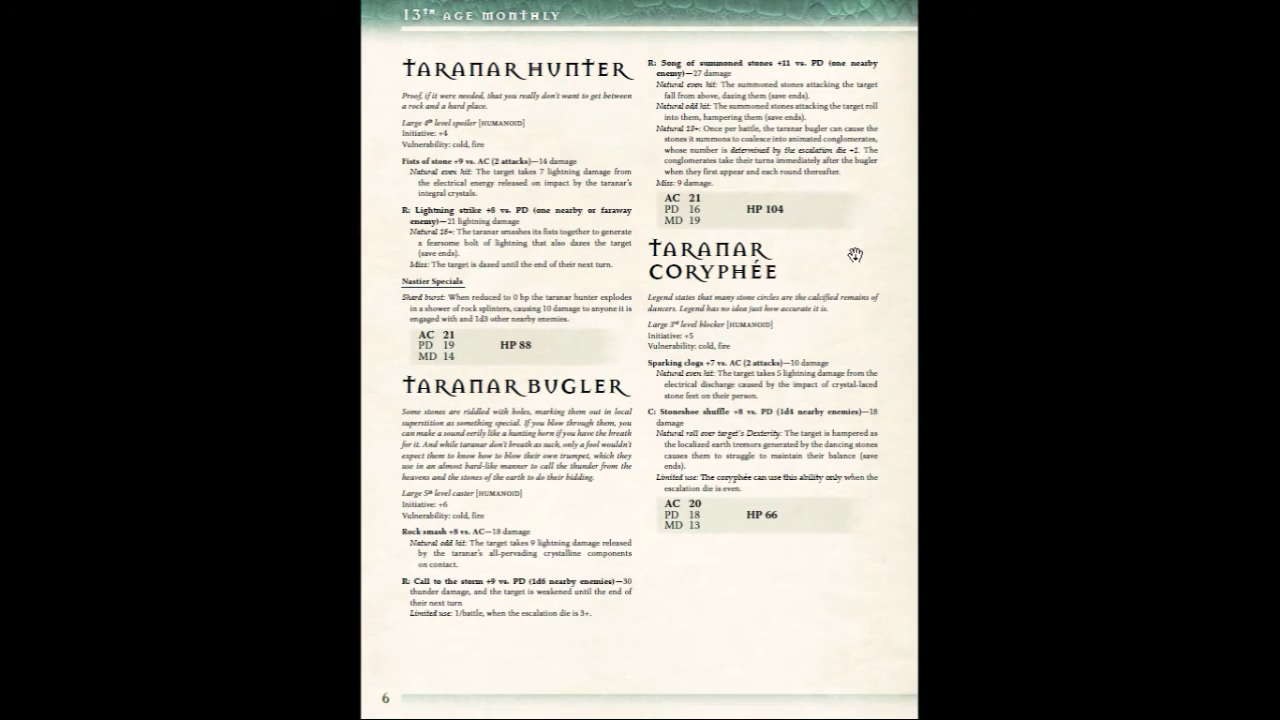 13TH AGE MONTHLY
TARANAR HUNTER
Proof, if it were needed, that you really don't want to get between
a rock and a hard place.
Large 4th level spoiler [HUMANOID]
Initiative: +4
Vulnerability: cold, fire
Fists of stone +9 vs. AC (2 attacks)—14 damage
Natural even hit: The target takes 7 lightning damage from
the electrical energy released on impact by the taranar's
integral crystals.
R: Lightning strike +8 vs. PD (one nearby or faraway
enemy)—21 lightning damage
Natural 16+: The taranar smashes its fists together to generate
a fearsome bolt of lightning that also dazes the target
(save ends).
Miss: The target is dazed until the end of their next turn.
Nastier Specials
Shard burst: When reduced to 0 hp the taranar hunter explodes
in a shower of rock splinters, causing 10 damage to anyone it is
engaged with and 1d3 other nearby enemies.
AC 21
PD 19 HP 88
MD 14
TARANAR BUGLER
Some stones are riddled with holes, marking them out in local
superstition as something special. If you blow through them, you
can make a sound eerily like a hunting horn if you have the breath
for it. And while taranar don't breath as such, only a fool wouldn't
expect them to know how to blow their own trumpet, which they
use in an almost bard-like manner to call the thunder from the
heavens and the stones of the earth to do their bidding.
Large 5th level caster [HUMANOID]
Initiative: +6
Vulnerability: cold, fire
Rock smash +8 vs. AC—18 damage
Natural odd hit: The target takes 9 lightning damage released
by the taranar's all-pervading crystalline components
on contact.
R: Call to the storm +9 vs. PD (1d6 nearby enemies)—30
thunder damage, and the target is weakened until the end of
their next turn
Limited use: 1/battle, when the escalation die is 3+.
R: Song of summoned stones +11 vs. PD (one nearby
enemy)—27 damage
Natural even hit: The summoned stones attacking the target
fall from above, dazing them (save ends).
Natural odd hit: The summoned stones attacking the target roll
into them, hampering them (save ends).
Natural 18+: Once per battle, the taranar bugler can cause the
stones it summons to coalesce into animated conglomerates,
whose number is determined by the escalation die +1. The
conglomerates take their turns immediately after the bugler
when they first appear and each round thereafter.
Miss: 9 damage.
AC 21
PD 16 HP 104
MD 19
TARANAR
CORYPHÉE
Legend states that many stone circles are the calcified remains of
dancers. Legend has no idea just how accurate it is.
Large 3rd level blocker [HUMANOID]
Initiative: +5
Vulnerability: cold, fire
Sparking clogs +7 vs. AC (2 attacks)—10 damage
Natural even hit: The target takes 5 lightning damage from the
electrical discharge caused by the impact of crystal-laced
stone feet on their person.
C: Stoneshoe shuffle +8 vs. PD (1d4 nearby enemies)—18
damage
Natural roll over target's Dexterity: The target is hampered as
the localized earth tremors generated by the dancing stones
causes them to struggle to maintain their balance (save
ends).
Limited use: The coryphée can use this ability only when the
escalation die is even.
AC 20
PD 18 HP 66
MD 13
6